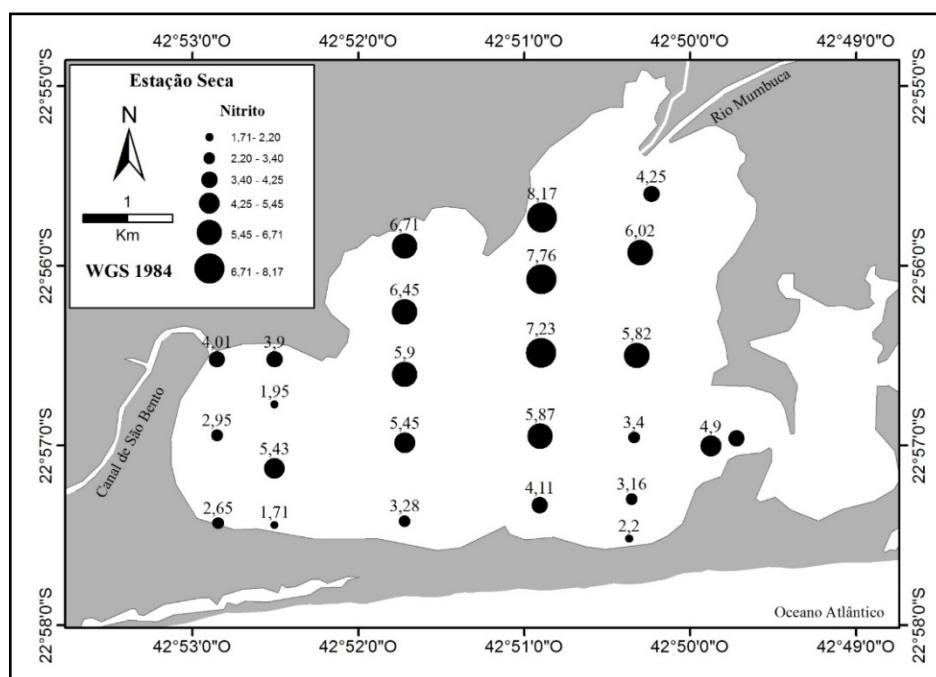 42°53'0"O 42°52'0"O 42°51'0"O 42°50'0"O 42°49'0"O
22°55'0"S
22°55'0"S
Estação Seca
N
1
Km
WGS 1984
Nitrito
1,71- 2,20
2,20 - 3,40
3,40 - 4,25
4,25 - 5,45
5,45 - 6,71
6,71 - 8,17
Rio Mumbuca
4,25
8,17
6,71
6,02
22°56'0"S
22°56'0"S
7,76
6,45
7,23
5,82
4,01
3,9
5,9
1,95
Canal de São Bento
2,95
5,87
3,4
4,9
5,45
22°57'0"S
22°57'0"S
5,43
3,16
4,11
2,65
1,71
3,28
2,2
Oceano Atlântico
22°58'0"S
22°58'0"S
42°53'0"O 42°52'0"O 42°51'0"O 42°50'0"O 42°49'0"O